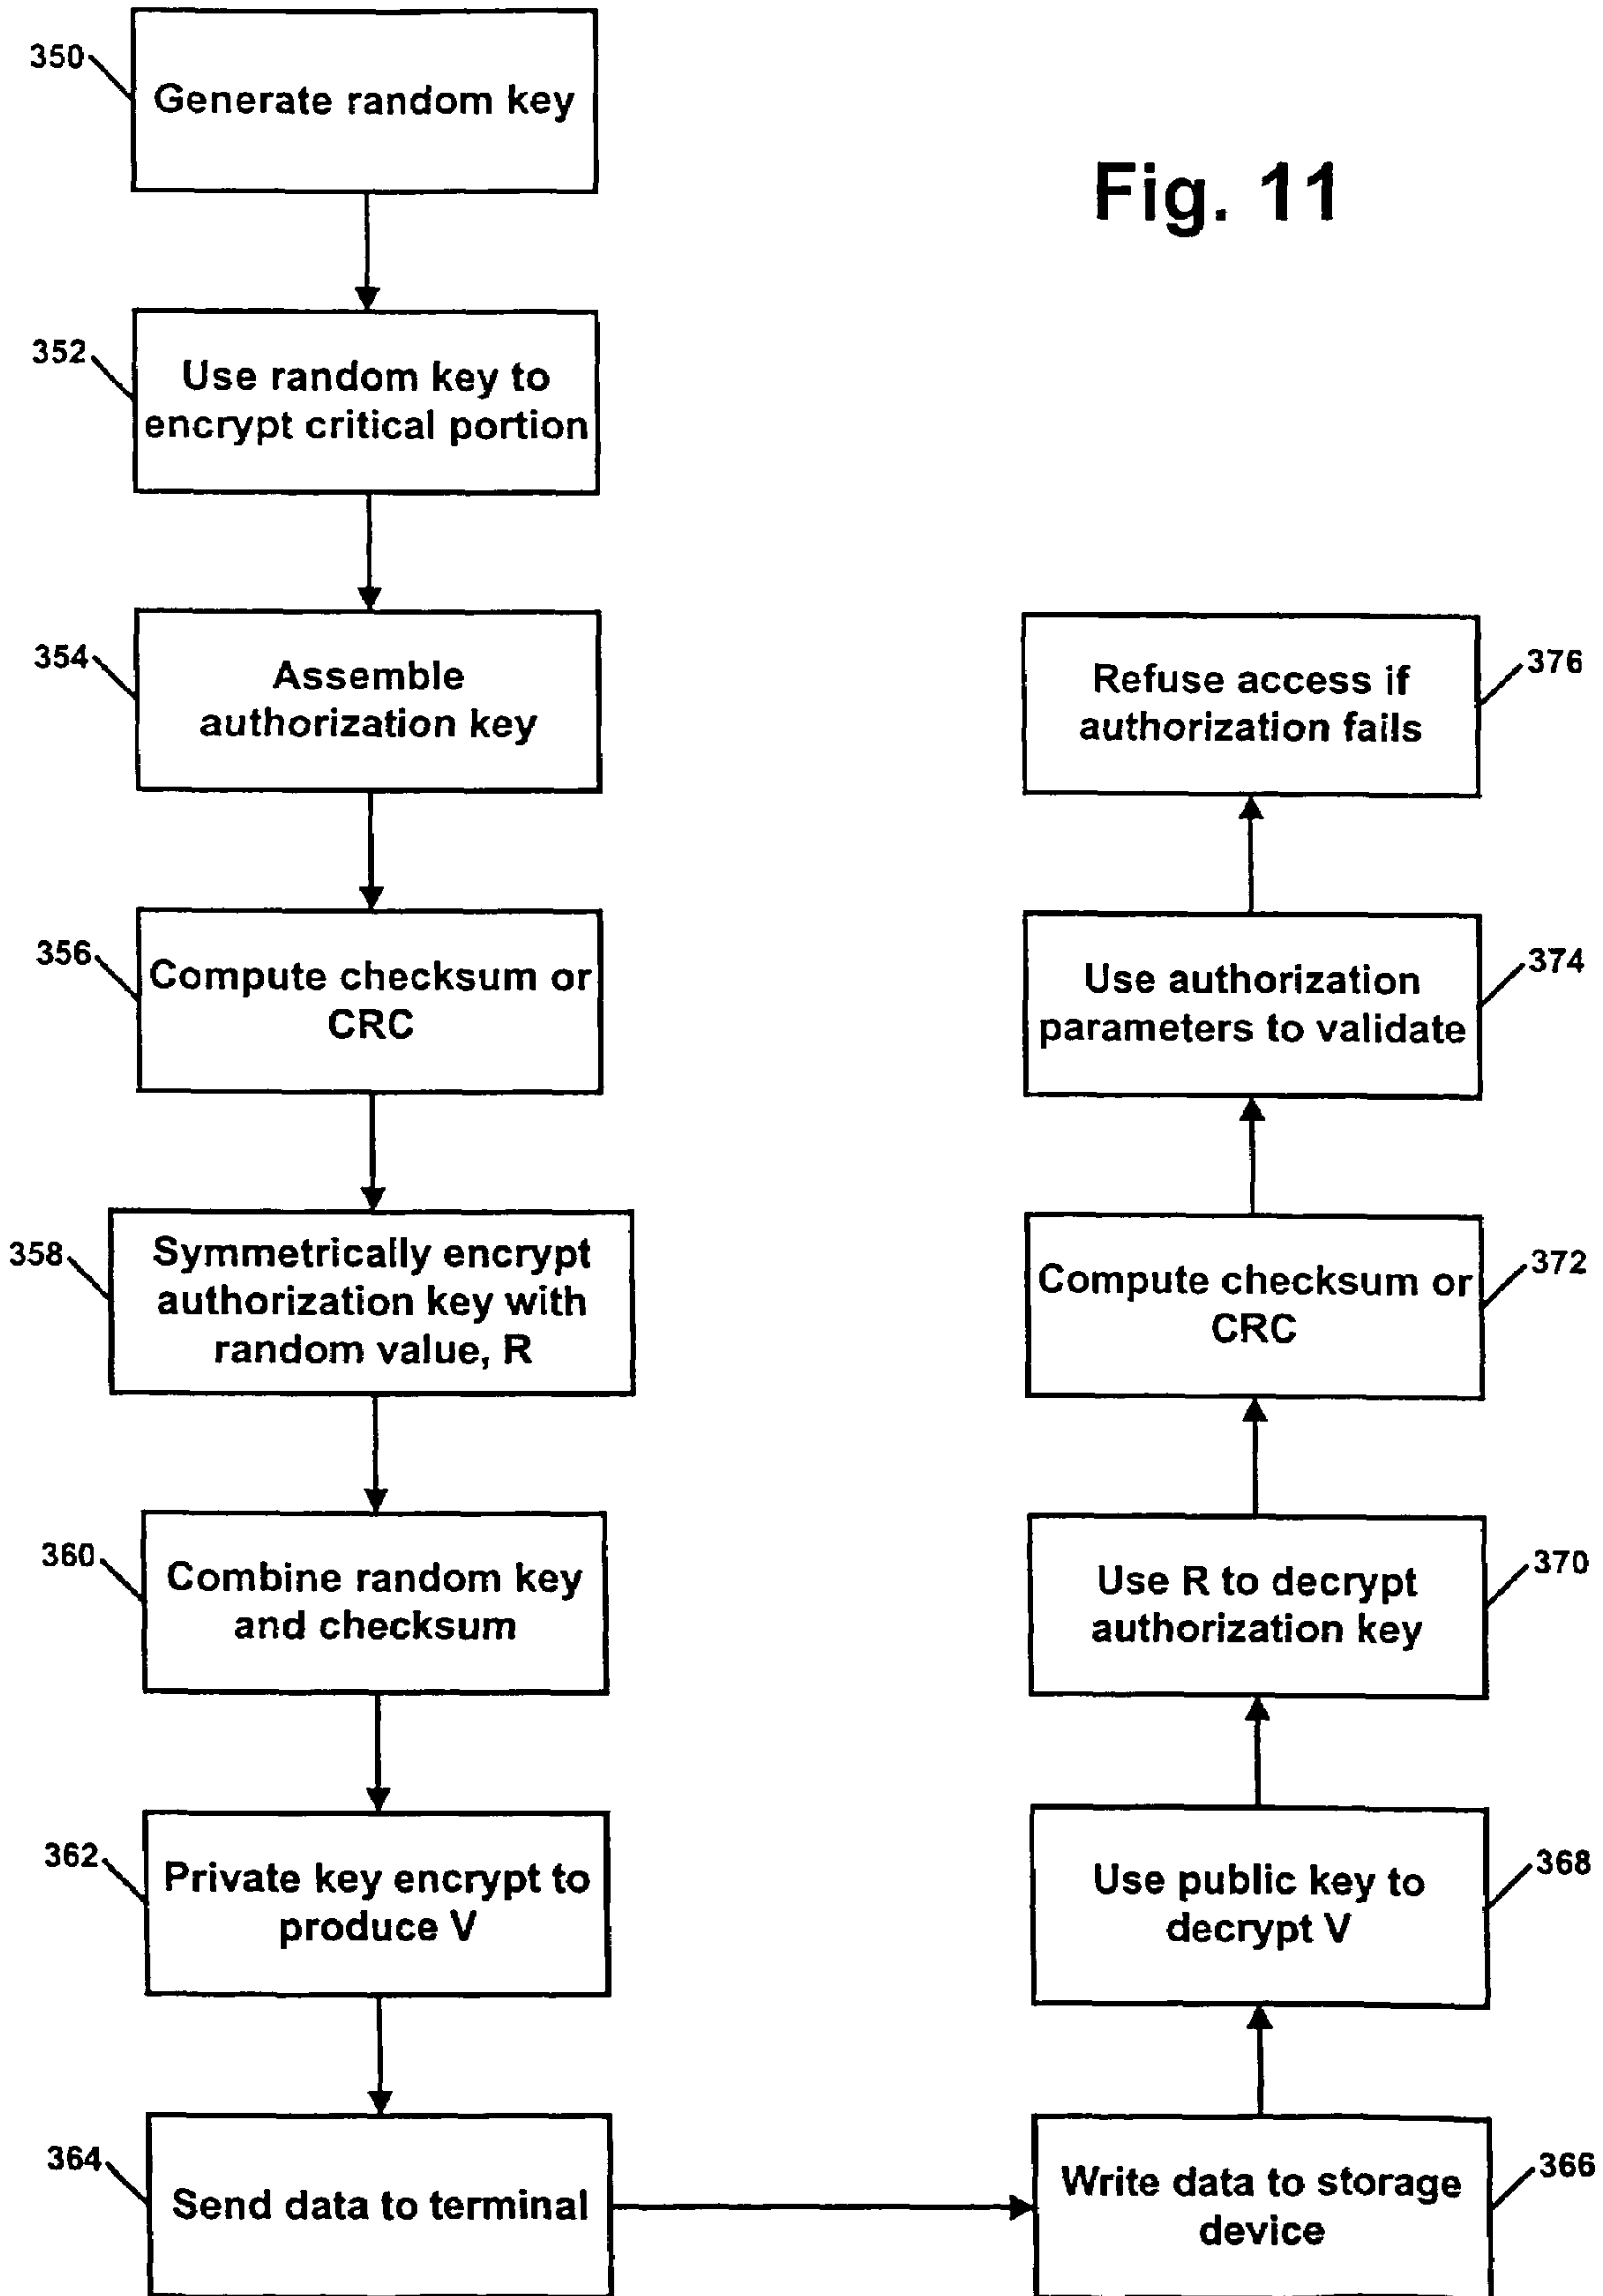 Fig. 11
350
Generate random key
352
Use random key to
encrypt critical portion
354
Assemble
authorization key
356
Compute checksum or
CRC
358
Symmetrically encrypt
authorization key with
random value, R
360
Combine random key
and checksum
362
Private key encrypt to
produce V
364
Send data to terminal
366
Write data to storage
device
368
Use public key to
decrypt V
370
Use R to decrypt
authorization key
372
Compute checksum or
CRC
374
Use authorization
parameters to validate
376
Refuse access if
authorization fails